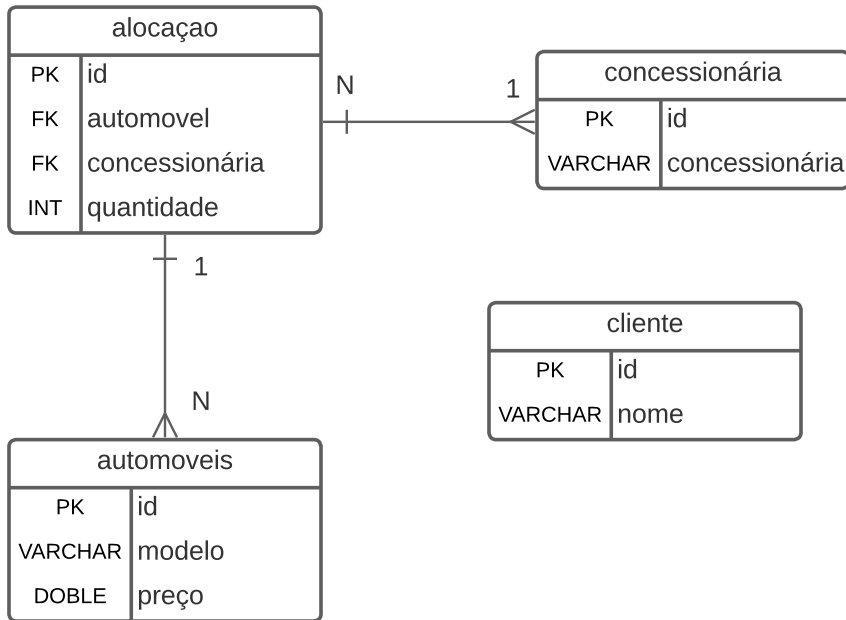 alocaçao
PK id
FK automovel
FK concessionária
INT quantidade
N
1
concessionária
PK id
VARCHAR concessionária
1
N
cliente
PK id
VARCHAR nome
automoveis
PK id
VARCHAR modelo
DOBLE preço